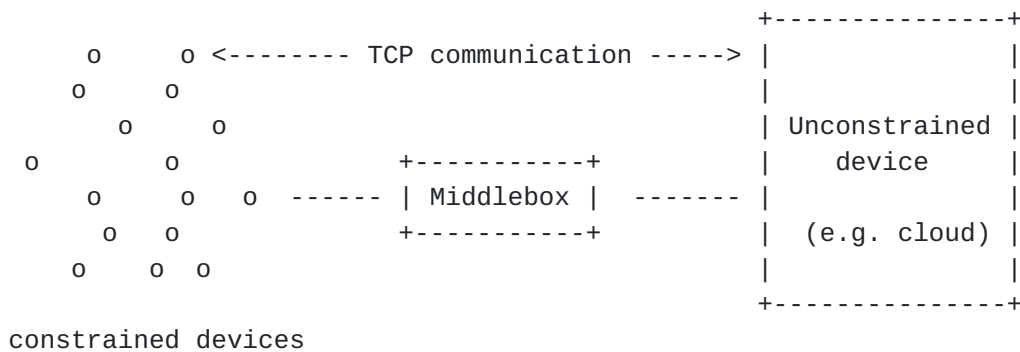 +---------------+
o     o <-------- TCP communication -----> |               |
o     o                                      |               |
o     o                                  | Unconstrained |
o        o              +-----------+          |    device     |
o     o   o  ------ | Middlebox |  ------- |               |
o   o              +-----------+          |  (e.g. cloud) |
o    o  o                                   |               |
+---------------+
constrained devices